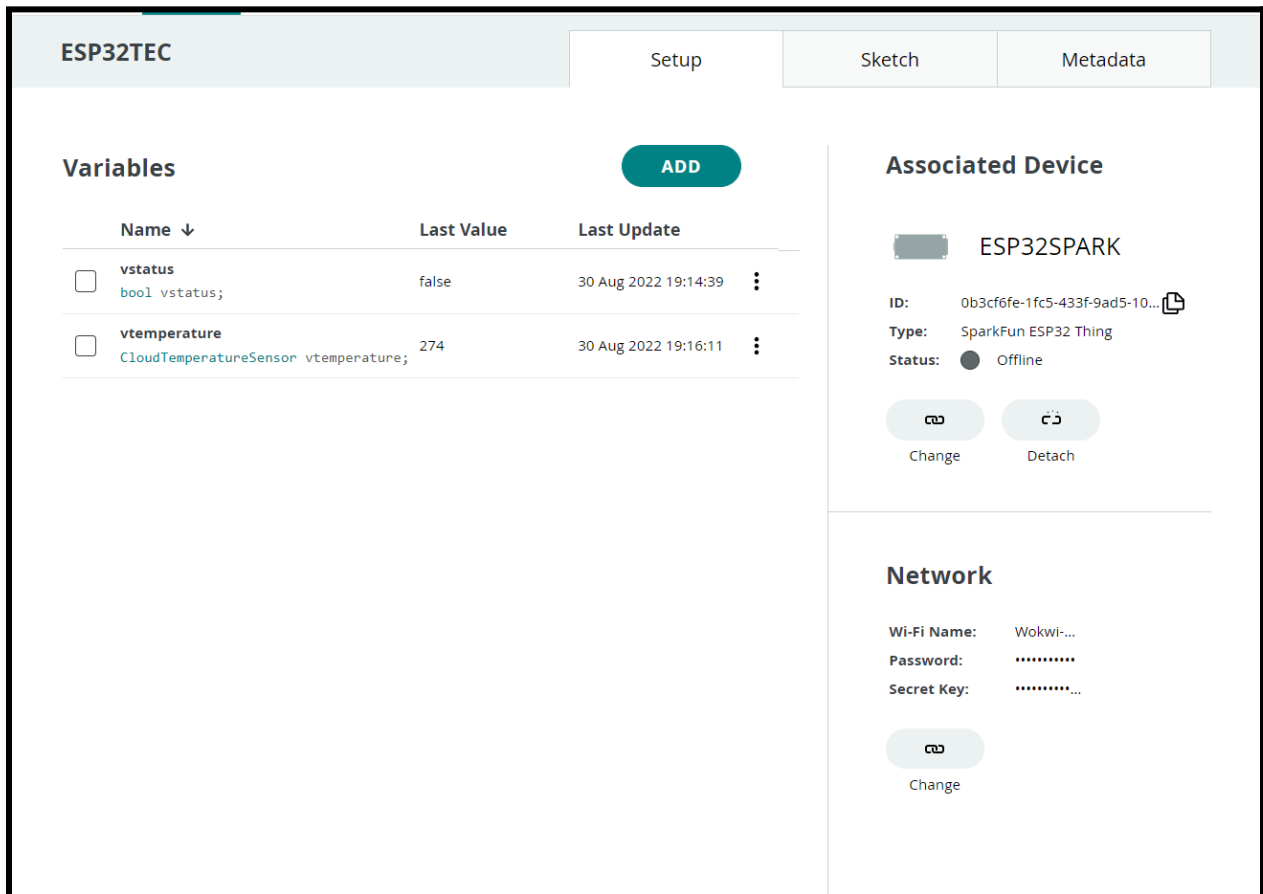 ESP32TEC
Setup
Sketch
Metadata
Variables
ADD
Name ↓ Last Value Last Update
vstatus
bool vstatus;
false
30 Aug 2022 19:14:39
vtemperature
CloudTemperatureSensor vtemperature;
274
30 Aug 2022 19:16:11
Associated Device
ESP32SPARK
ID: 0b3cf6fe-1fc5-433f-9ad5-10...
Type: SparkFun ESP32 Thing
Status: Offline
Change
Detach
Network
Wi-Fi Name: Wokwi-...
Password: •••••••••••
Secret Key: ••••••••••...
Change